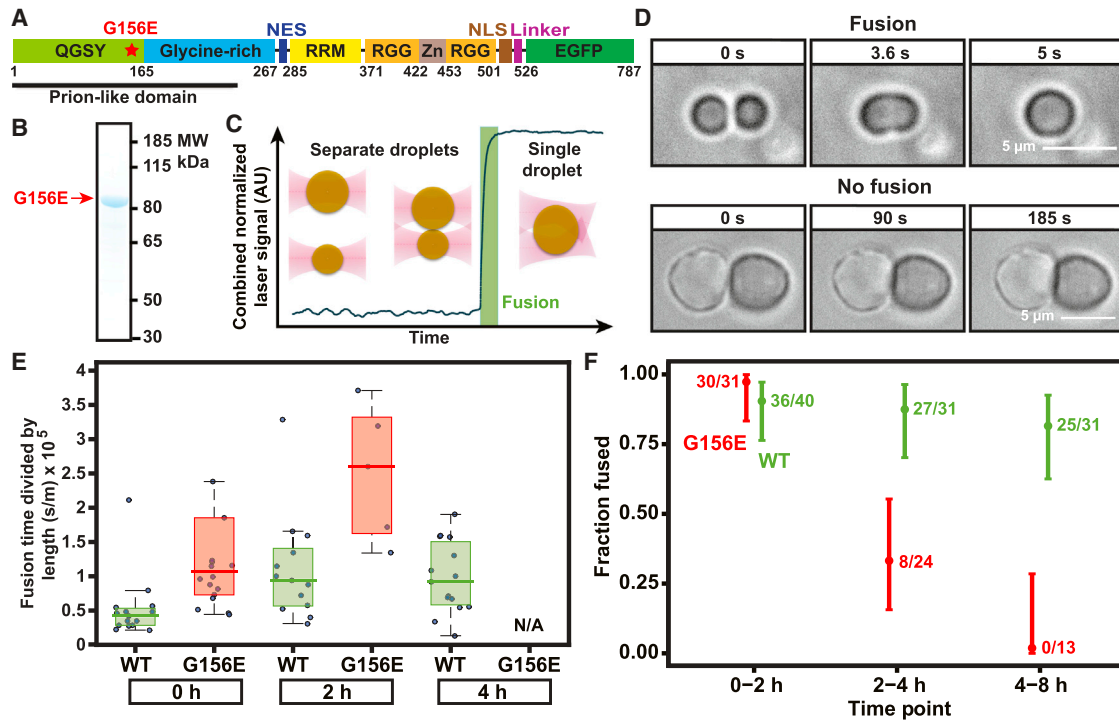 A
G156E
NES
NLS Linker
QGSY
Glycine-rich
RRM
RGG
Zn
RGG
EGFP
1
165
267
285
371
422
453
501
526
787
Prion-like domain
B
185 MW
115 kDa
G156E
80
65
50
30
C
Combined normalized
laser signal (AU)
Separate droplets
Single
droplet
Fusion
Time
D
Fusion
0 s
3.6 s
5 s
5 µm
No fusion
0 s
90 s
185 s
5 µm
E
Fusion time divided by
length (s/m) x 10⁵
4
3.5
3
2.5
2
1.5
1
0.5
0
N/A
WT
G156E
WT
G156E
WT
G156E
0 h
2 h
4 h
F
Fraction fused
1.00
0.75
0.50
0.25
0.00
30/31
36/40
27/31
25/31
G156E
WT
8/24
0/13
0−2 h
2−4 h
4−8 h
Time point